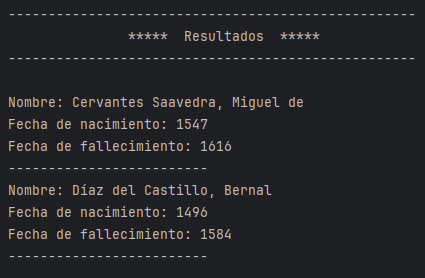 ---------------------------------------------------
***** Resultados *****
---------------------------------------------------
Nombre: Cervantes Saavedra, Miguel de
Fecha de nacimiento: 1547
Fecha de fallecimiento: 1616
-------------------------
Nombre: Díaz del Castillo, Bernal
Fecha de nacimiento: 1496
Fecha de fallecimiento: 1584
-------------------------